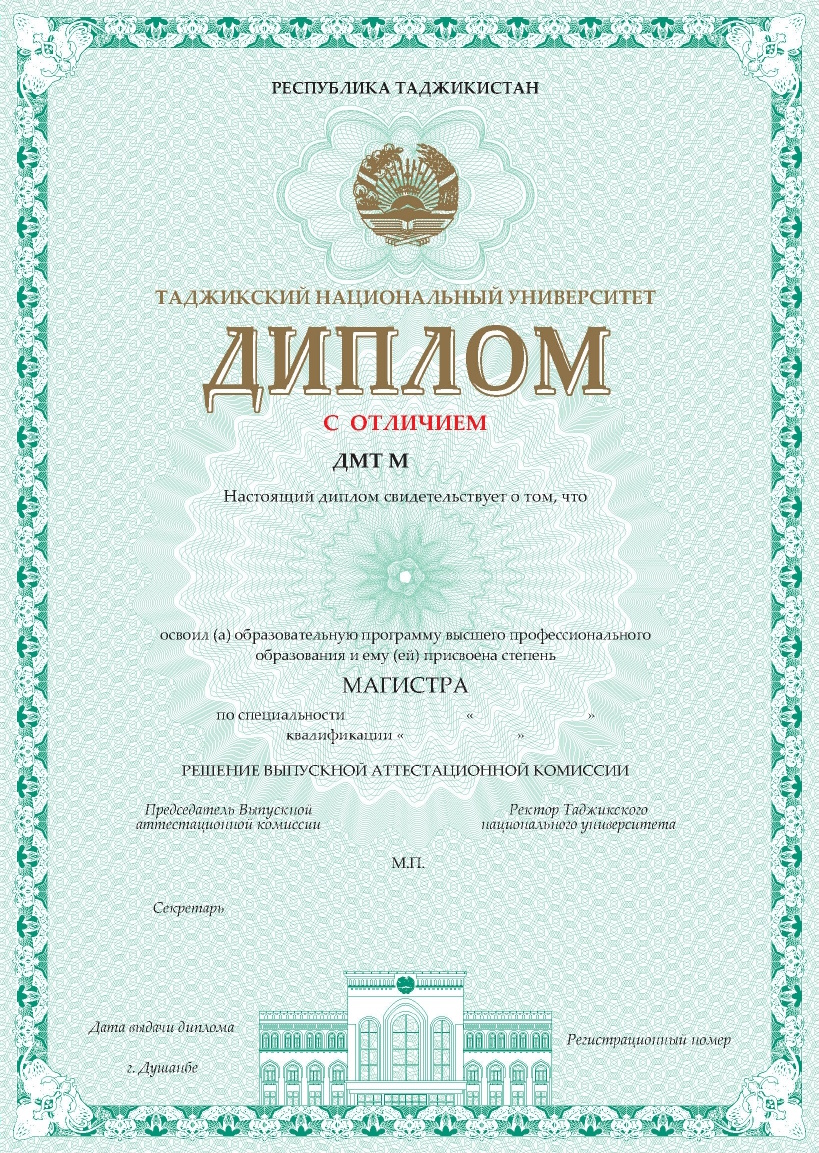 РЕСПУБЛИКА ТАДЖИКИСТАН
ТАДЖИКСКИЙ НАЦИОНАЛЬНЫЙ УНИВЕРСИТЕТ
ДИПЛОМ
С ОТЛИЧИЕМ
ДМТ М
Настоящий диплом свидетельствует о том, что
освоил (а) образовательную программу высшего профессионального
образования и ему (ей) присвоена степень
МАГИСТРА
по специальности « »
квалификации « »
РЕШЕНИЕ ВЫПУСКНОЙ АТТЕСТАЦИОННОЙ КОМИССИИ
Председатель Выпускной
аттестационной комиссии
Ректор Таджикского
национального университета
М.П.
Секретарь
Дата выдачи диплома
Регистрационный номер
г. Душанбе